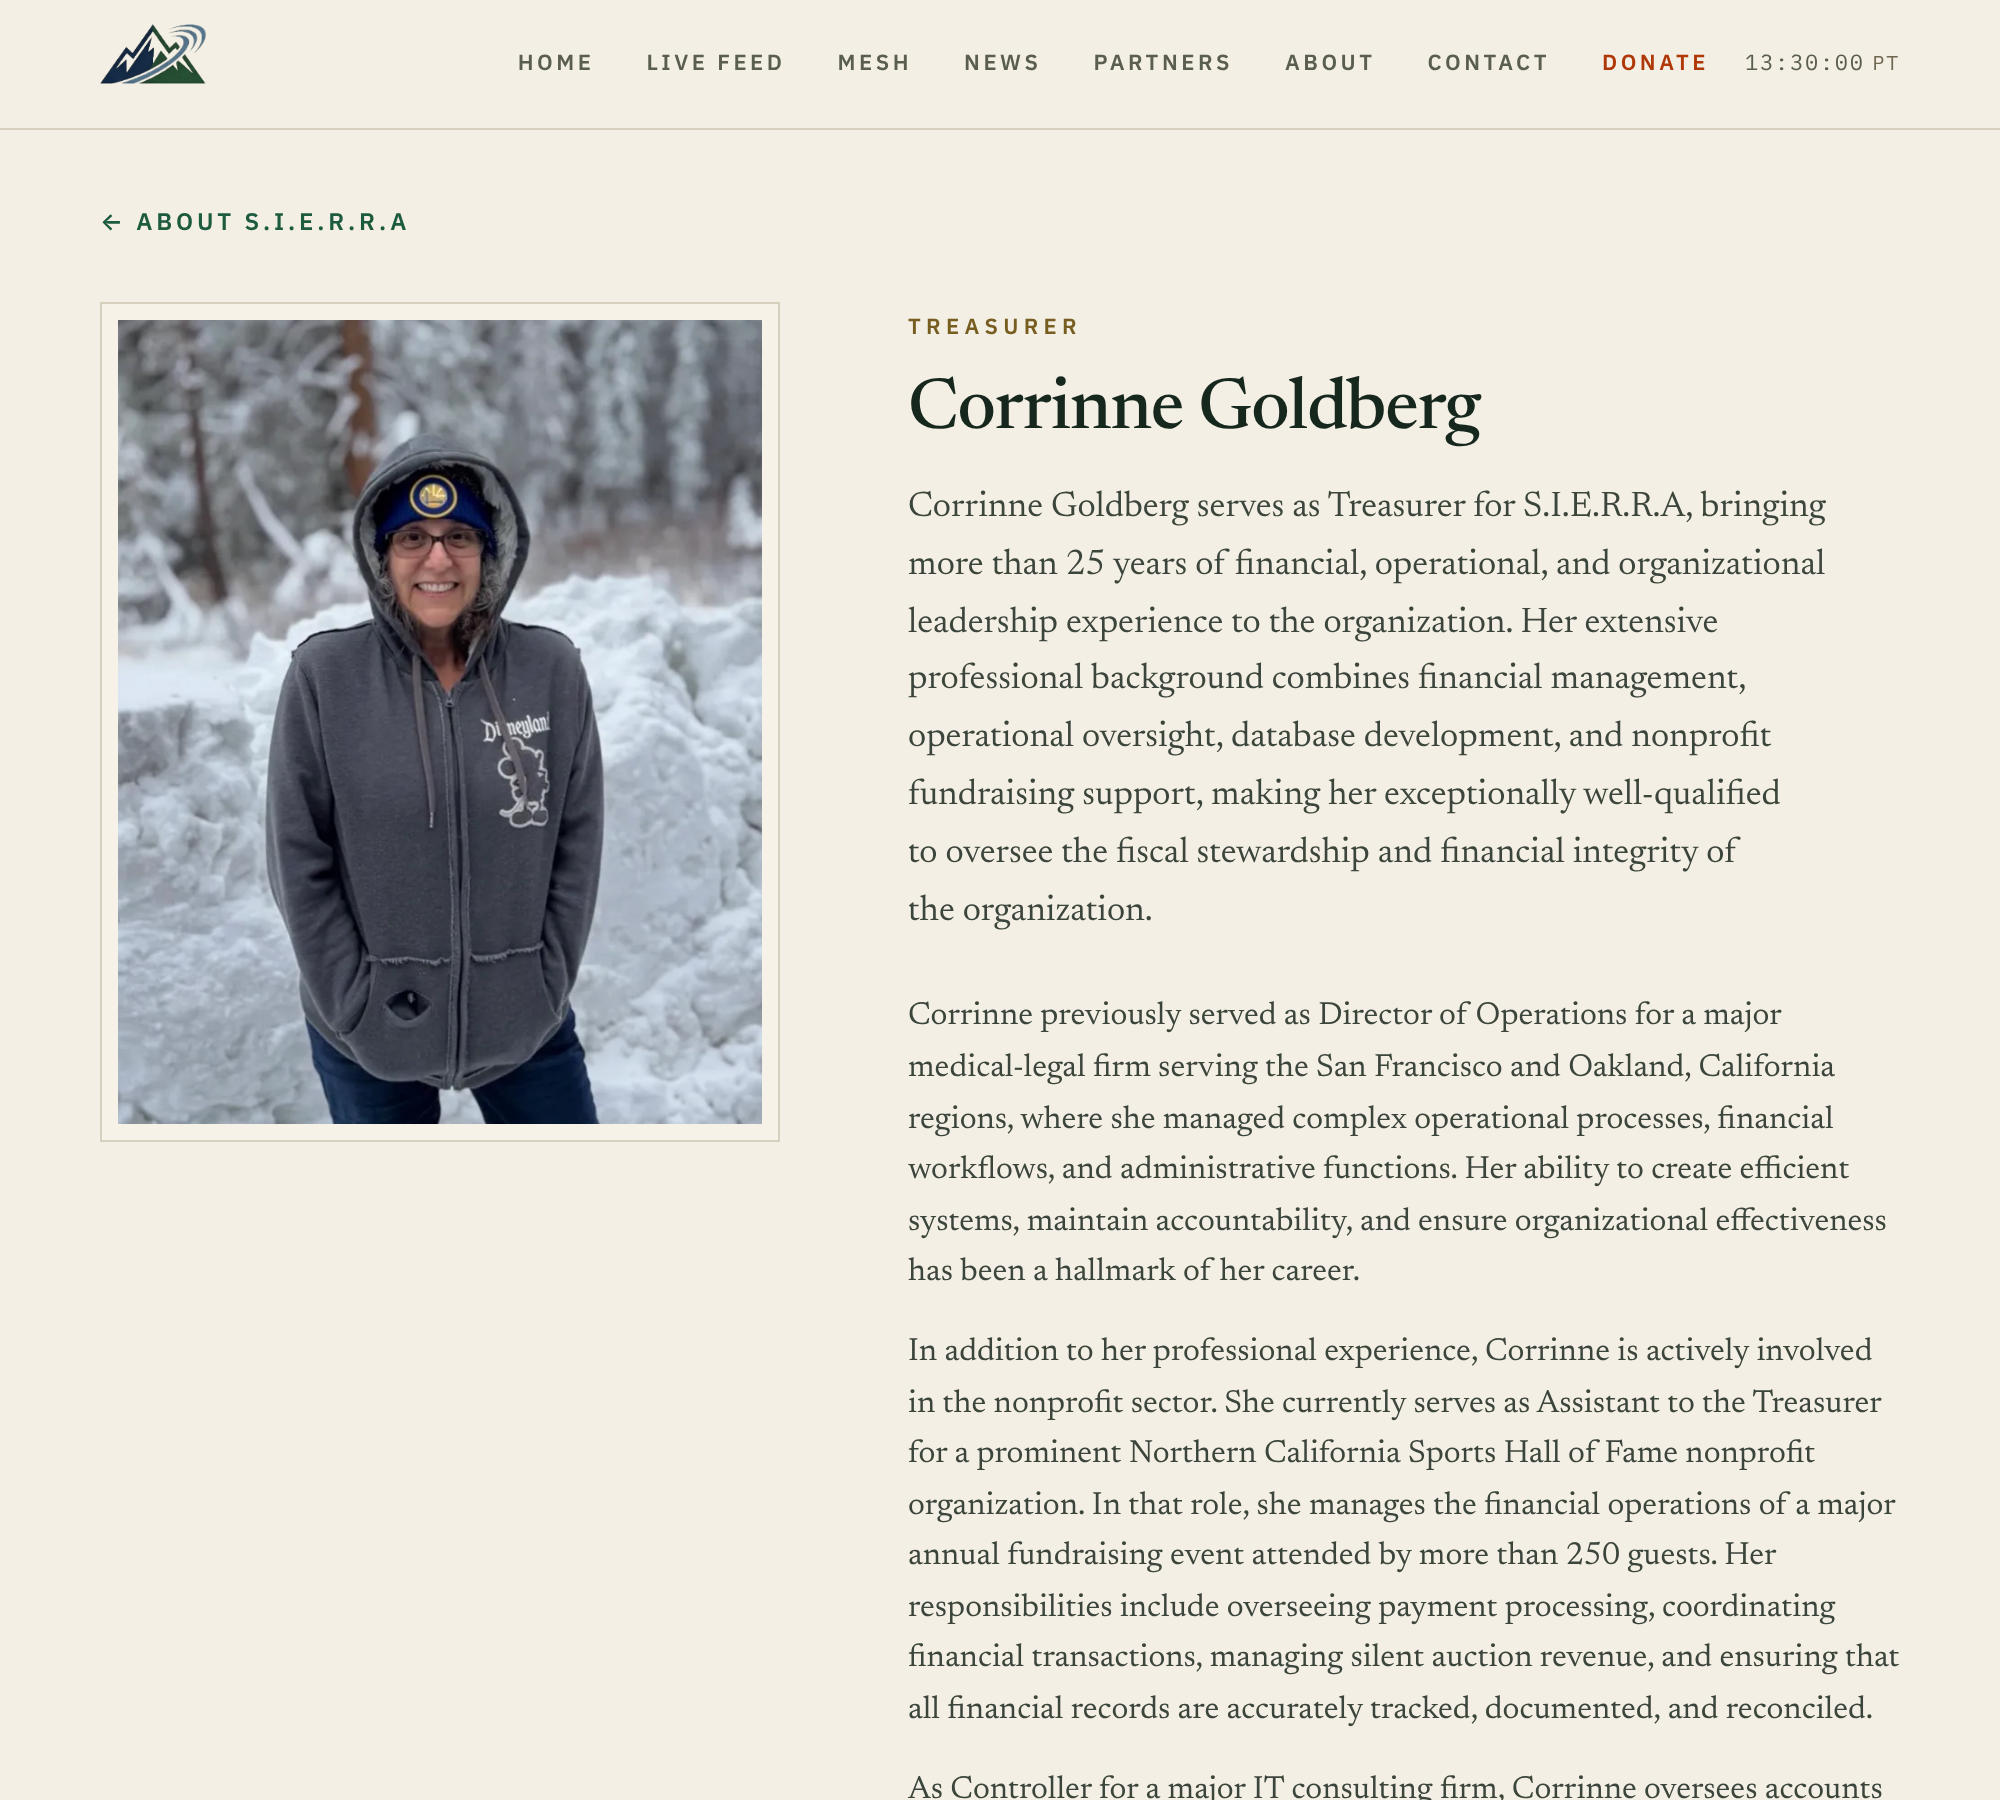 HOME LIVE FEED MESH NEWS PARTNERS ABOUT CONTACT DONATE 13:30:00 PT
← ABOUT S.I.E.R.R.A
Disneyland
TREASURER
Corrinne Goldberg
Corrinne Goldberg serves as Treasurer for S.I.E.R.R.A, bringing
more than 25 years of financial, operational, and organizational
leadership experience to the organization. Her extensive
professional background combines financial management,
operational oversight, database development, and nonprofit
fundraising support, making her exceptionally well-qualified
to oversee the fiscal stewardship and financial integrity of
the organization.
Corrinne previously served as Director of Operations for a major
medical-legal firm serving the San Francisco and Oakland, California
regions, where she managed complex operational processes, financial
workflows, and administrative functions. Her ability to create efficient
systems, maintain accountability, and ensure organizational effectiveness
has been a hallmark of her career.
In addition to her professional experience, Corrinne is actively involved
in the nonprofit sector. She currently serves as Assistant to the Treasurer
for a prominent Northern California Sports Hall of Fame nonprofit
organization. In that role, she manages the financial operations of a major
annual fundraising event attended by more than 250 guests. Her
responsibilities include overseeing payment processing, coordinating
financial transactions, managing silent auction revenue, and ensuring that
all financial records are accurately tracked, documented, and reconciled.
As Controller for a major IT consulting firm, Corrinne oversees accounts